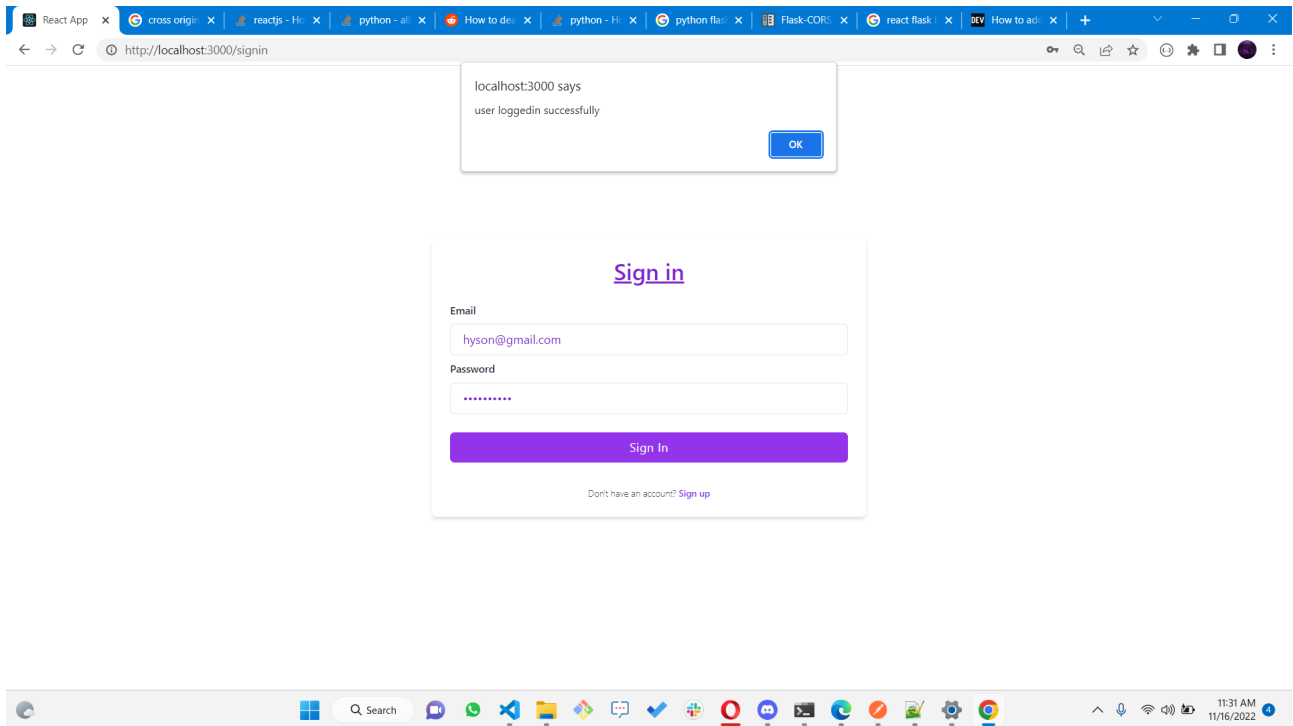 React App
cross origin
reactjs - Ho
python - all
How to dea
python - H
python flas
Flask-CORS
react flask
DEV How to add
http://localhost:3000/signin
localhost:3000 says
user loggedin successfully
OK
Sign in
Email
hyson@gmail.com
Password
Sign In
Don't have an account? Sign up
Search
11:31 AM
11/16/2022
4